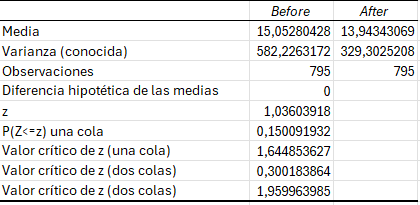 Before After
Media 15,05280428 13,94343069
Varianza (conocida) 582,2263172 329,3025208
Observaciones 795 795
Diferencia hipotética de las medias 0
z 1,03603918
P(Z<=z) una cola 0,150091932
Valor crítico de z (una cola) 1,644853627
Valor crítico de z (dos colas) 0,300183864
Valor crítico de z (dos colas) 1,959963985